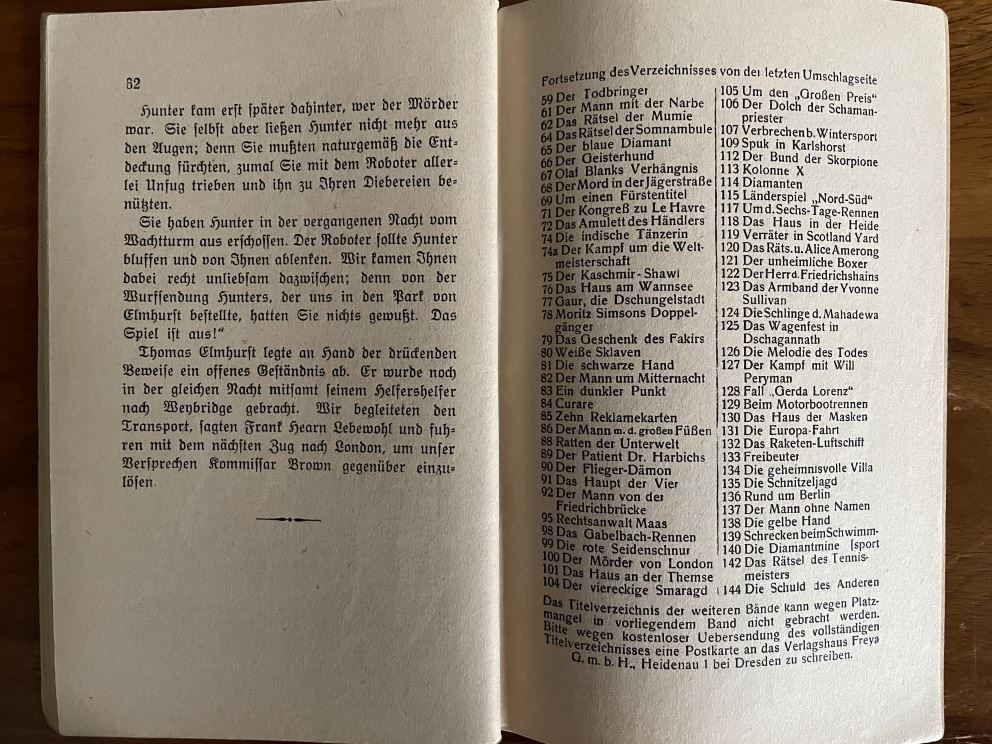 62
Hunter kam erst später dahinter, wer der Mörder
war. Sie selbst aber ließen Hunter nicht mehr aus
den Augen; denn Sie mußten naturgemäß die Ent-
deckung fürchten, zumal Sie mit dem Roboter aller-
lei Unfug trieben und ihn zu Ihren Diebereien be-
nützten.
Sie haben Hunter in der vergangenen Nacht vom
Wachtturm aus erschossen. Der Roboter sollte Hunter
bluffen und von Ihnen ablenken. Wir kamen Ihnen
dabei recht unliebsam dazwischen; denn von der
Wurfsendung Hunters, der uns in den Park von
Elmhurst bestellte, hatten Sie nichts gewußt. Das
Spiel ist aus!“
Thomas Elmhurst legte an Hand der drückenden
Beweise ein offenes Geständnis ab. Er wurde noch
in der gleichen Nacht mitsamt seinem Helfershelfer
nach Weybridge gebracht. Wir begleiteten den
Transport, sagten Frank Hearn Lebewohl und fuh-
ren mit dem nächsten Zug nach London, um unser
Versprechen Kommissar Brown gegenüber einzu-
lösen.
Fortsetzung des Verzeichnisses von der letzten Umschlagseite
59 Der Todbringer
61 Der Mann mit der Narbe
62 Das Rätsel der Mumie
64 Das Rätsel der Somnambule
65 Der blaue Diamant
66 Der Geisterhund
67 Olaf Blanks Verhängnis
68 Der Mord in der Jägerstraße
69 Um einen Fürstentitel
71 Der Kongreß zu Le Havre
72 Das Amulett des Händlers
74 Die indische Tänzerin
74a Der Kampf um die Welt-
meisterschaft
75 Der Kaschmir-Shawl
76 Das Haus am Wannsee
77 Gaur, die Dschungelstadt
78 Moritz Simsons Doppel-
gänger
79 Das Geschenk des Fakirs
80 Weiße Sklaven
81 Die schwarze Hand
82 Der Mann um Mitternacht
83 Ein dunkler Punkt
84 Curare
85 Zehn Reklamekarten
86 Der Mann m. d. großen Füßen
88 Ratten der Unterwelt
89 Der Patient Dr. Harbichs
90 Der Flieger-Dämon
91 Das Haupt der Vier
92 Der Mann von der
Friedrichbrücke
95 Rechtsanwalt Maas
98 Das Gabelbach-Rennen
99 Die rote Seidenschnur
100 Der Mörder von London
101 Das Haus an der Themse
104 Der viereckige Smaragd
105 Um den „Großen Preis“
106 Der Dolch der Schaman-
priester
107 Verbrechen b. Wintersport
109 Spuk in Karlshorst
112 Der Bund der Skorpione
113 Kolonne X
114 Diamanten
115 Länderspiel „Nord-Süd“
117 Um d. Sechs-Tage-Rennen
118 Das Haus in der Heide
119 Verräter in Scotland Yard
120 Das Räts. u. Alice Amerong
121 Der unheimliche Boxer
122 Der Herr d. Friedrichshains
123 Das Armband der Yvonne
Sullivan
124 Die Schlinge d. Mahadewa
125 Das Wagenfest in
Dschagannath
126 Die Melodie des Todes
127 Der Kampf mit Will
Peryman
128 Fall „Gerda Lorenz“
129 Beim Motorbootrennen
130 Das Haus der Masken
131 Die Europa-Fahrt
132 Das Raketen-Luftschiff
133 Freibeuter
134 Die geheimnisvolle Villa
135 Die Schnitzeljagd
136 Rund um Berlin
137 Der Mann ohne Namen
138 Die gelbe Hand
139 Schrecken beim Schwimm-
140 Die Diamantmine [sport
142 Das Rätsel des Tennis-
meisters
144 Die Schuld des Anderen
Das Titelverzeichnis der weiteren Bände kann wegen Platz-
mangel in vorliegendem Band nicht gebracht werden.
Bitte wegen kostenloser Uebersendung des vollständigen
Titelverzeichnisses eine Postkarte an das Verlagshaus Freya
G. m. b. H., Heidenau 1 bei Dresden zu schreiben.